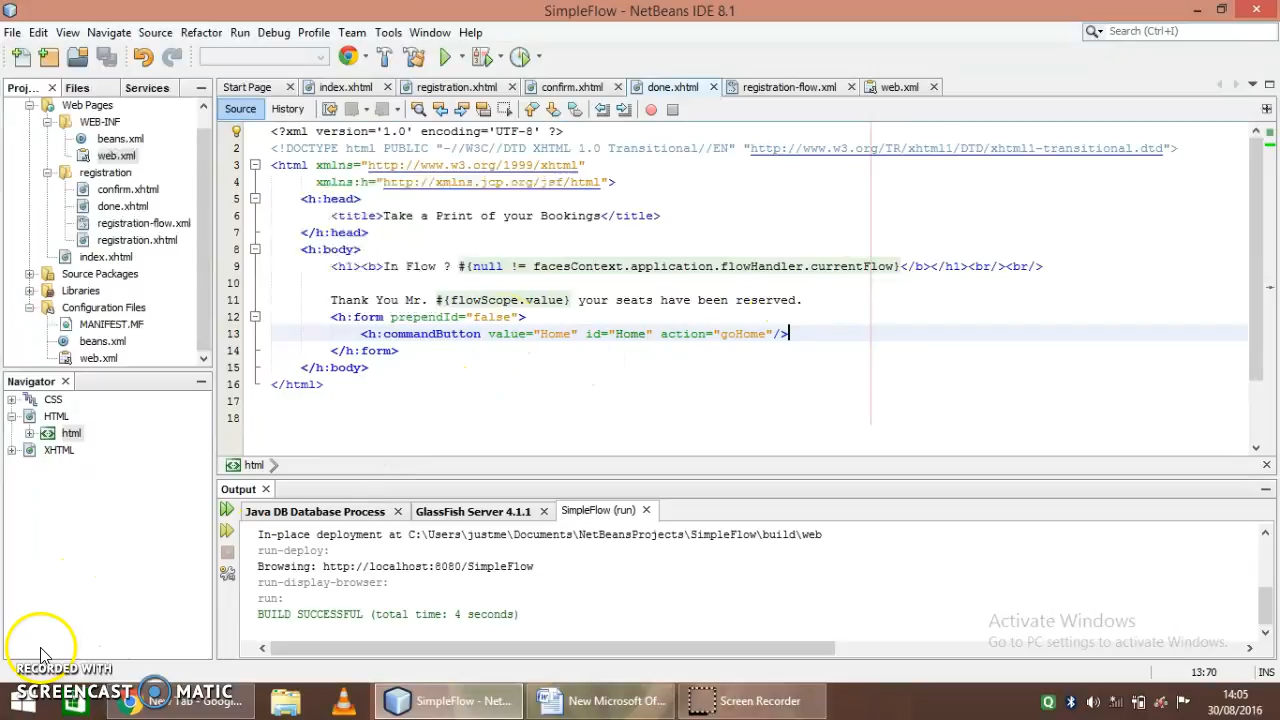 SimpleFlow - NetBeans IDE 8.1
File Edit View Navigate Source Refactor Run Debug Profile Team Tools Window Help
Search (Ctrl+I)
Proj... Files Services
Start Page index.xhtml registration.xhtml confirm.xhtml done.xhtml registration-flow.xml web.xml
Web Pages
WEB-INF
beans.xml
web.xml
registration
confirm.xhtml
done.xhtml
registration-flow.xml
registration.xhtml
index.xhtml
Source Packages
Libraries
Configuration Files
MANIFEST.MF
beans.xml
web.xml
Source History
1 <?xml version='1.0' encoding='UTF-8' ?>
2 <!DOCTYPE html PUBLIC "-//W3C//DTD XHTML 1.0 Transitional//EN" "http://www.w3.org/TR/xhtml1/DTD/xhtml1-transitional.dtd">
3 <html xmlns="http://www.w3.org/1999/xhtml"
4 xmlns:h="http://xmlns.jcp.org/jsf/html">
5 <h:head>
6 <title>Take a Print of your Bookings</title>
7 </h:head>
8 <h:body>
9 <h1><b>In Flow ? #{null != facesContext.application.flowHandler.currentFlow}</b></h1><br/><br/>
10
11 Thank You Mr. #{flowScope.value} your seats have been reserved.
12 <h:form prependId="false">
13 <h:commandButton value="Home" id="Home" action="goHome"/>
14 </h:form>
15 </h:body>
16 </html>
17
18
Navigator
CSS
HTML
html
XHTML
html
Output
Java DB Database Process GlassFish Server 4.1.1 SimpleFlow (run)
In-place deployment at C:\Users\justme\Documents\NetBeansProjects\SimpleFlow\build\web
run-deploy:
Browsing: http://localhost:8080/SimpleFlow
run-display-browser:
run:
BUILD SUCCESSFUL (total time: 4 seconds)
Activate Windows
Go to PC settings to activate Windows.
13:70 INS
RECORDED WITH
SCREENCAST MATIC
New Tab - Google...
SimpleFlow - Net...
New Microsoft Of...
Screen Recorder
14:05
30/08/2016